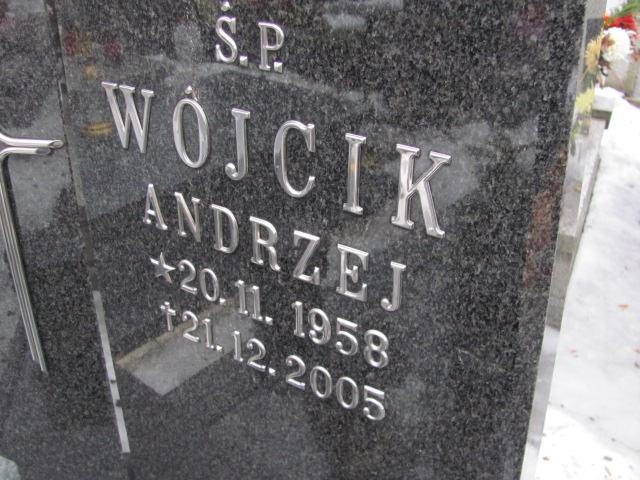 Ś.P.
WÓJCIK
ANDRZEJ
★20.11.1958
†21.12.2005